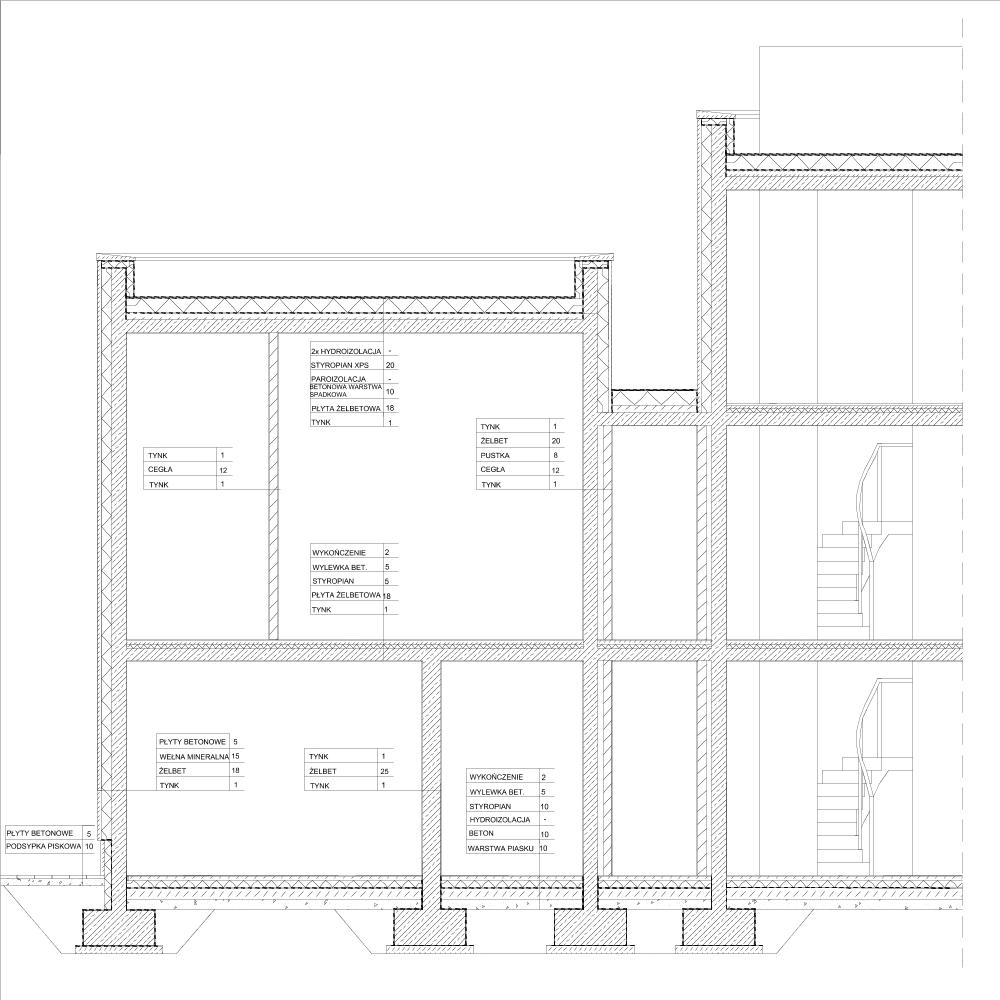 2x HYDROIZOLACJA -
STYROPIAN XPS 20
PAROIZOLACJA -
BETONOWA WARSTWA
SPADKOWA 10
PŁYTA ŻELBETOWA 18
TYNK 1
TYNK 1
CEGŁA 12
TYNK 1
TYNK 1
ŻELBET 20
PUSTKA 8
CEGŁA 12
TYNK 1
WYKOŃCZENIE 2
WYLEWKA BET. 5
STYROPIAN 5
PŁYTA ŻELBETOWA 18
TYNK 1
PŁYTY BETONOWE 5
WEŁNA MINERALNA 15
ŻELBET 18
TYNK 1
TYNK 1
ŻELBET 25
TYNK 1
WYKOŃCZENIE 2
WYLEWKA BET. 5
STYROPIAN 10
HYDROIZOLACJA -
BETON 10
WARSTWA PIASKU 10
PŁYTY BETONOWE 5
PODSYPKA PISKOWA 10